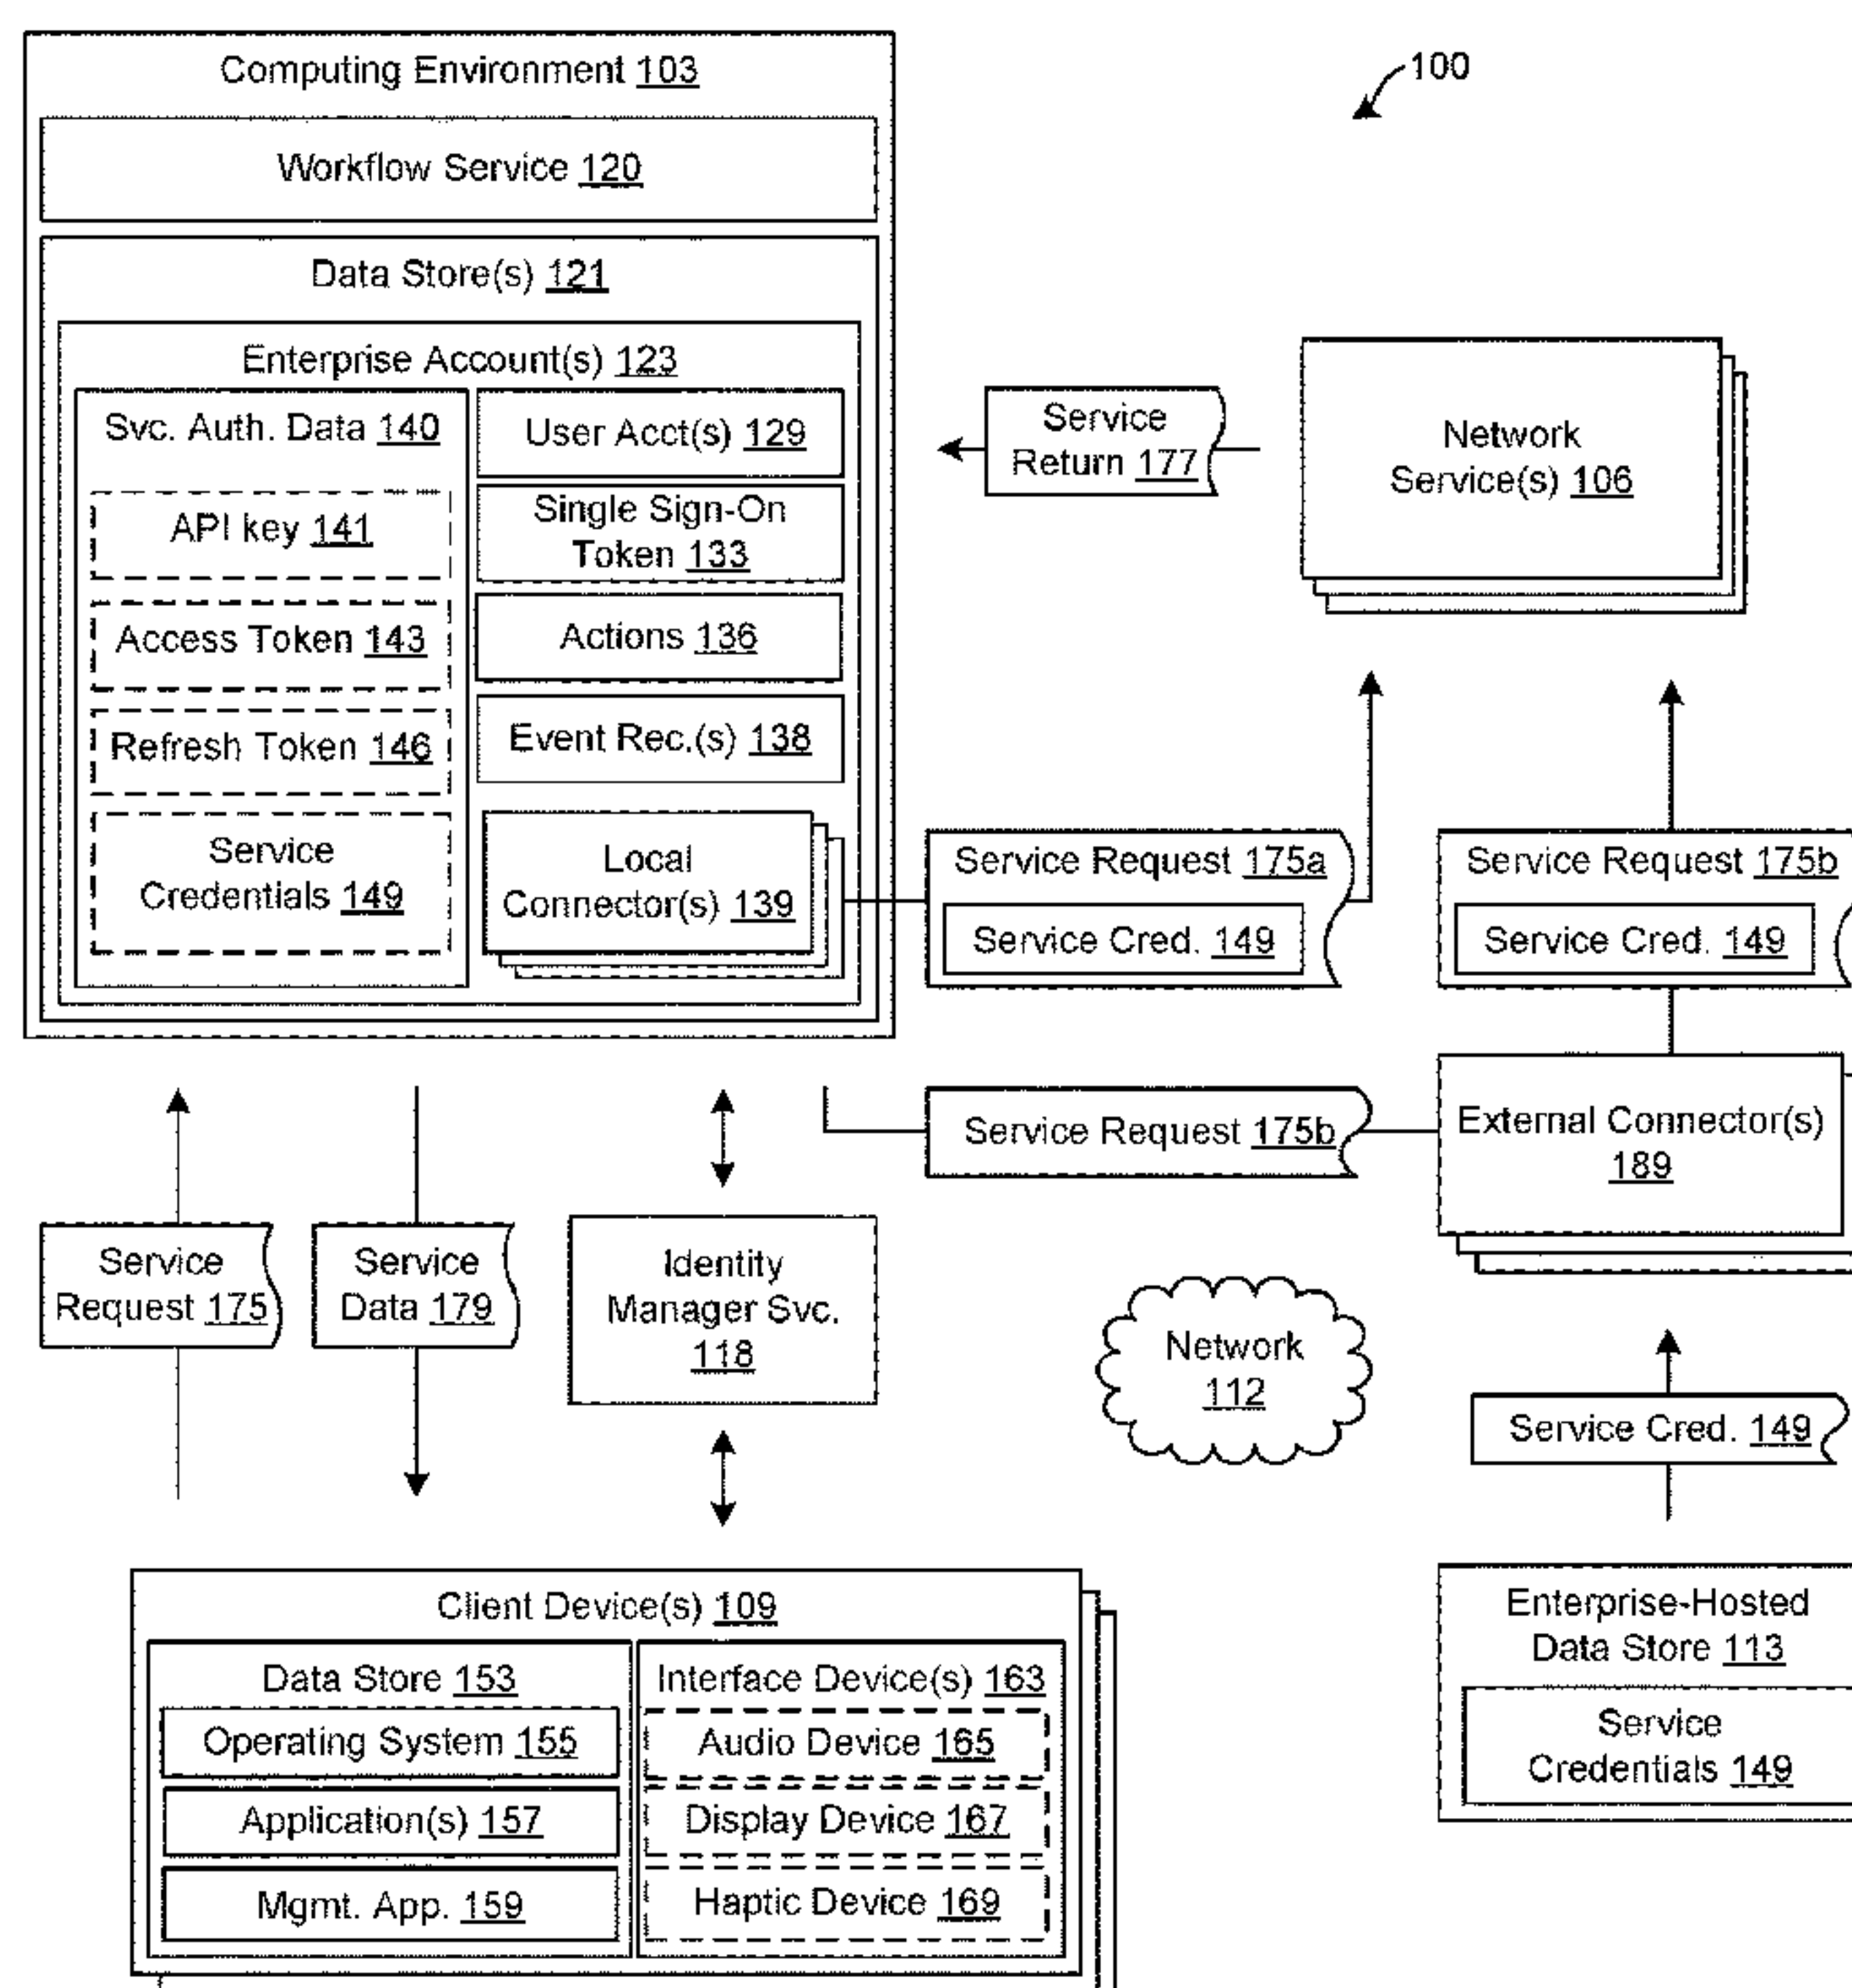 Computing Environment 103
100
Workflow Service 120
Data Store(s) 121
Enterprise Account(s) 123
Svc. Auth. Data 140
API key 141
Access Token 143
Refresh Token 146
Service
Credentials 149
User Acct(s) 129
Single Sign-On
Token 133
Actions 136
Event Rec.(s) 138
Local
Connector(s) 139
Service
Return 177
Network
Service(s) 106
Service Request 175a
Service Cred. 149
Service Request 175b
Service Cred. 149
Service Request 175b
External Connector(s)
189
Service
Request 175
Service
Data 179
Identity
Manager Svc.
118
Network
112
Service Cred. 149
Client Device(s) 109
Data Store 153
Operating System 155
Application(s) 157
Mgmt. App. 159
Interface Device(s) 163
Audio Device 165
Display Device 167
Haptic Device 169
Enterprise-Hosted
Data Store 113
Service
Credentials 149